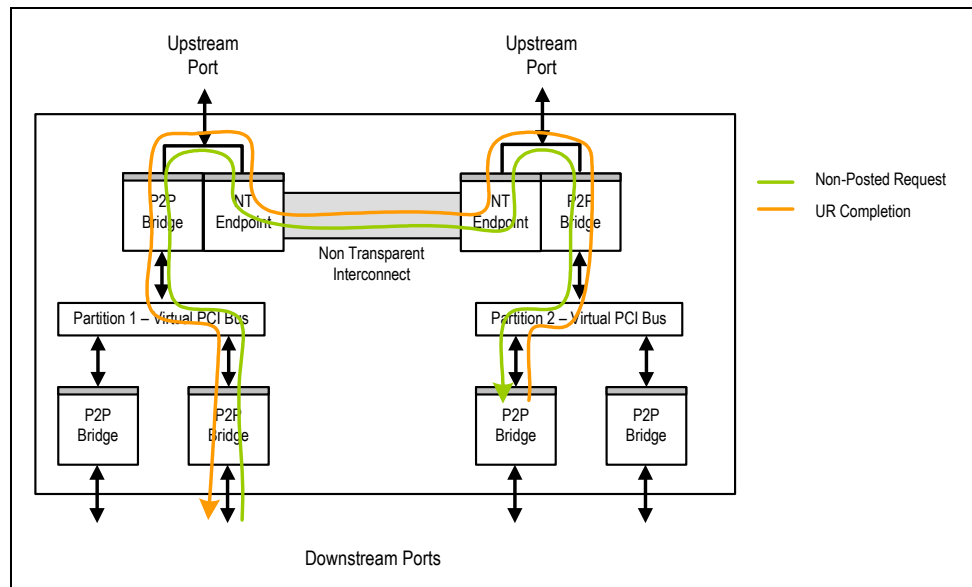 Upstream
Port
Upstream
Port
P2P
Bridge
NT
Endpoint
NT
Endpoint
P2P
Bridge
Non-Posted Request
UR Completion
Non Transparent
Interconnect
Partition 1 – Virtual PCI Bus
Partition 2 – Virtual PCI Bus
P2P
Bridge
P2P
Bridge
P2P
Bridge
P2P
Bridge
Downstream Ports